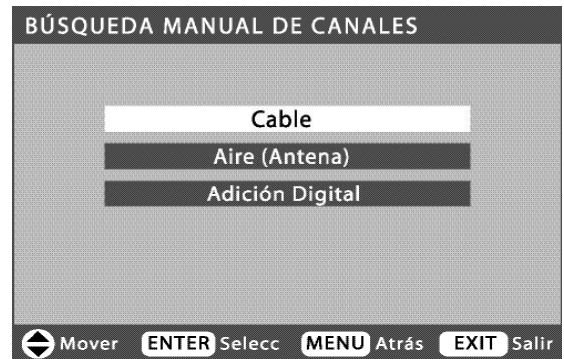 BÚSQUEDA MANUAL DE CANALES
Cable
Aire (Antena)
Adición Digital
Mover ENTER Selecc MENU Atrás EXIT Salir